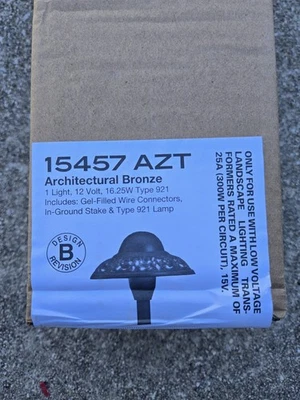 15457 AZT
Architectural Bronze
1 Light, 12 Volt, 16.25W Type 921
Includes: Gel-Filled Wire Connectors,
In-Ground Stake & Type 921 Lamp
DESIGN
B
REVISION
ONLY FOR USE WITH LOW VOLTAGE
LANDSCAPE LIGHTING TRANS-
FORMERS RATED A MAXIMUM OF
25A (300W PER CIRCUIT), 15V.